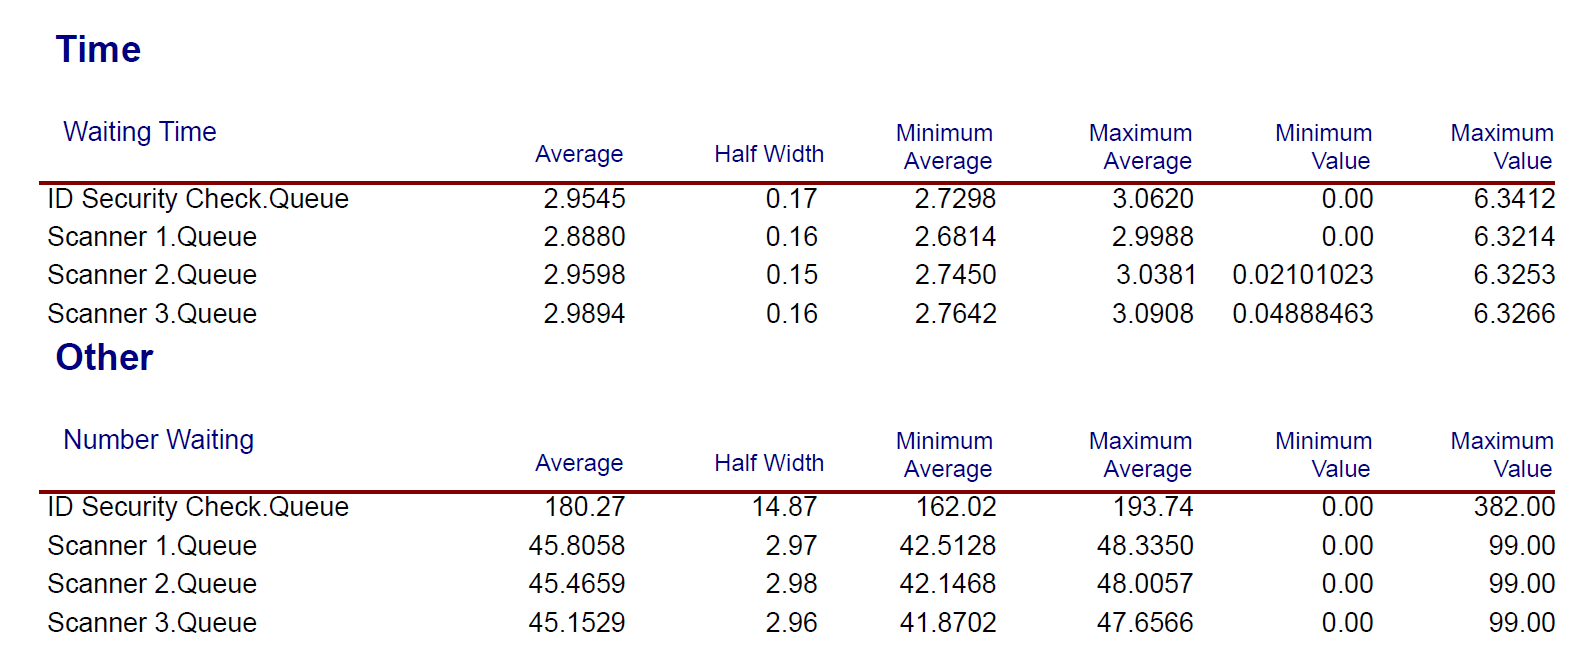 Time
Waiting Time Average Half Width Minimum Average Maximum Average Minimum Value Maximum Value
ID Security Check.Queue 2.9545 0.17 2.7298 3.0620 0.00 6.3412
Scanner 1.Queue 2.8880 0.16 2.6814 2.9988 0.00 6.3214
Scanner 2.Queue 2.9598 0.15 2.7450 3.0381 0.02101023 6.3253
Scanner 3.Queue 2.9894 0.16 2.7642 3.0908 0.04888463 6.3266
Other
Number Waiting Average Half Width Minimum Average Maximum Average Minimum Value Maximum Value
ID Security Check.Queue 180.27 14.87 162.02 193.74 0.00 382.00
Scanner 1.Queue 45.8058 2.97 42.5128 48.3350 0.00 99.00
Scanner 2.Queue 45.4659 2.98 42.1468 48.0057 0.00 99.00
Scanner 3.Queue 45.1529 2.96 41.8702 47.6566 0.00 99.00